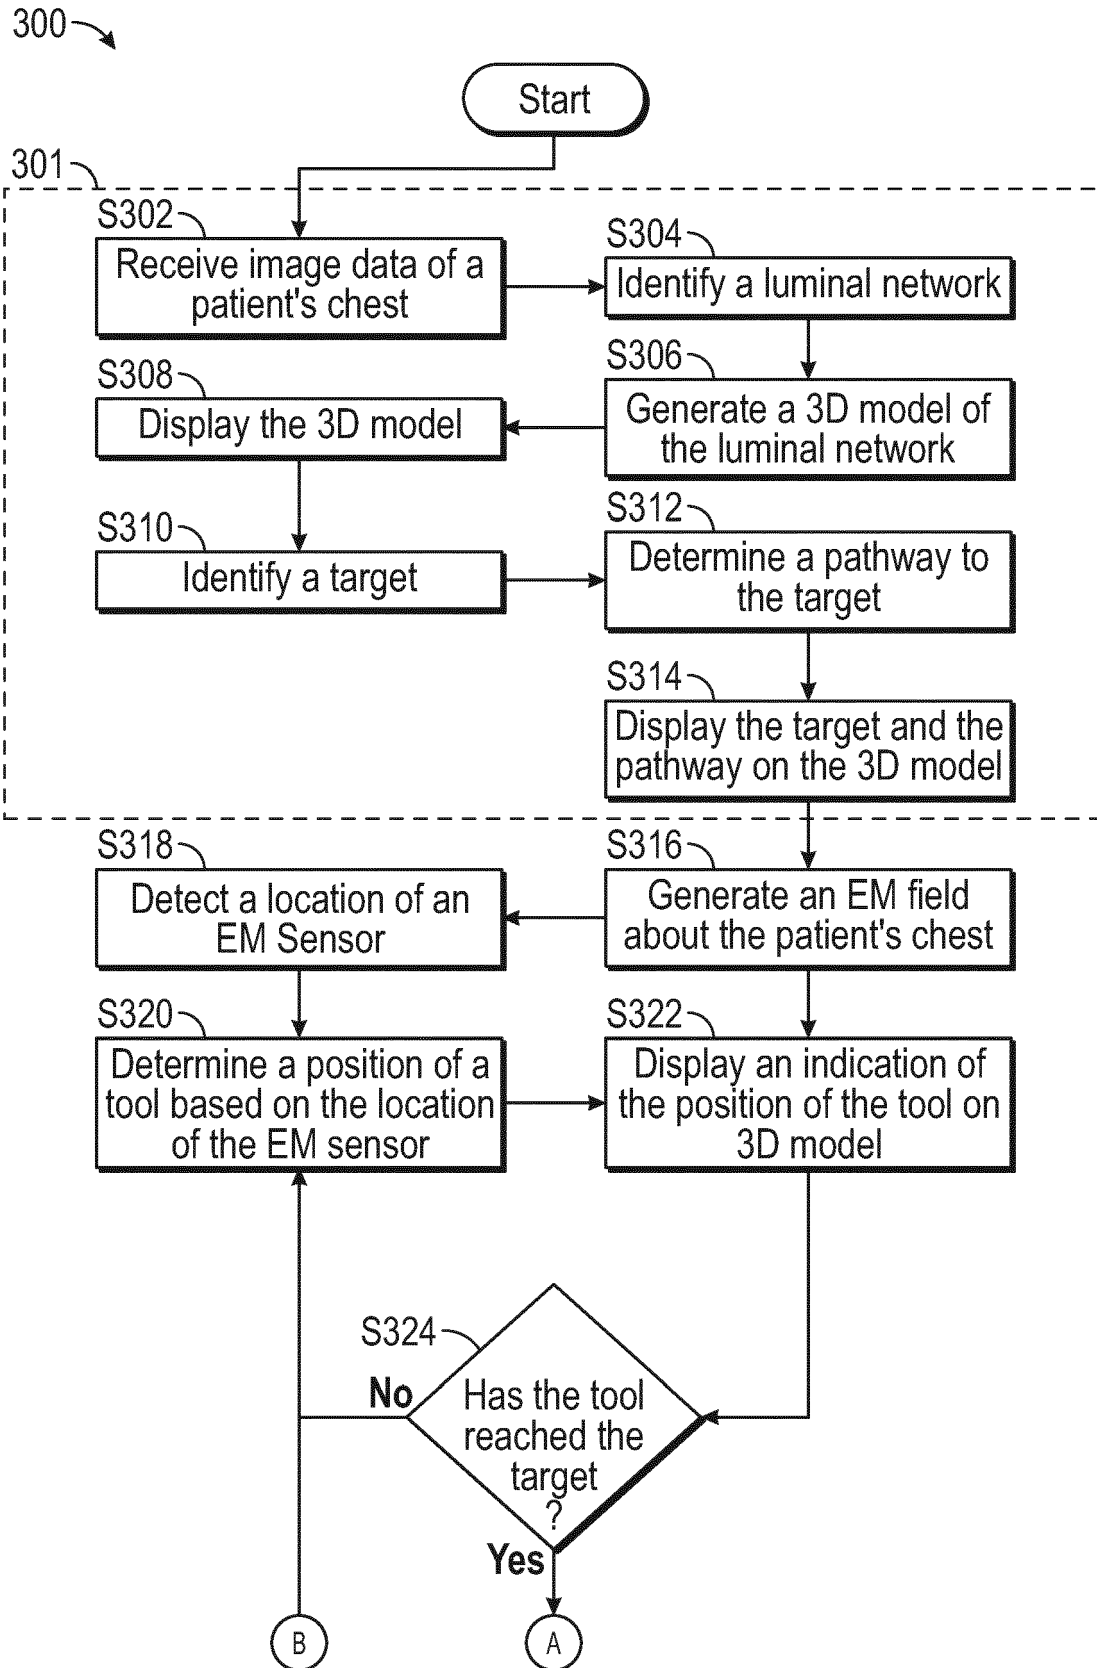 300
Start
301
S302
Receive image data of a
patient's chest
S304
Identify a luminal network
S306
Generate a 3D model of
the luminal network
S308
Display the 3D model
S310
Identify a target
S312
Determine a pathway to
the target
S314
Display the target and the
pathway on the 3D model
S316
Generate an EM field
about the patient's chest
S318
Detect a location of an
EM Sensor
S320
Determine a position of a
tool based on the location
of the EM sensor
S322
Display an indication of
the position of the tool on
3D model
S324
Has the tool
reached the
target
?
No
Yes
B
A